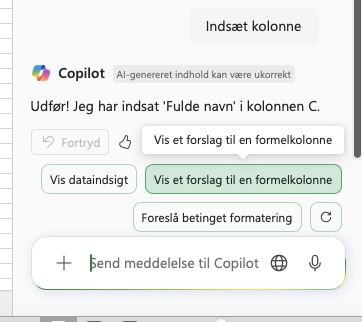 Indsæt kolonne
Copilot AI-genereret indhold kan være ukorrekt
Udfør! Jeg har indsat 'Fulde navn' i kolonnen C.
Fortryd
Vis et forslag til en formelkolonne
Vis dataindsigt
Vis et forslag til en formelkolonne
Foreslå betinget formatering
Send meddelelse til Copilot